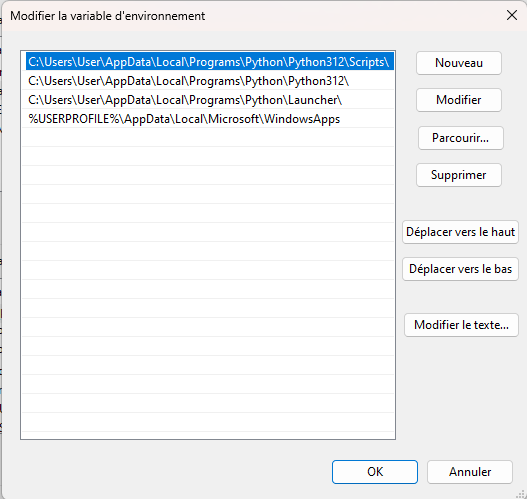 Modifier la variable d'environnement
C:\Users\User\AppData\Local\Programs\Python\Python312\Scripts\
C:\Users\User\AppData\Local\Programs\Python\Python312\
C:\Users\User\AppData\Local\Programs\Python\Launcher\
%USERPROFILE%\AppData\Local\Microsoft\WindowsApps
Nouveau
Modifier
Parcourir...
Supprimer
Déplacer vers le haut
Déplacer vers le bas
Modifier le texte...
OK
Annuler